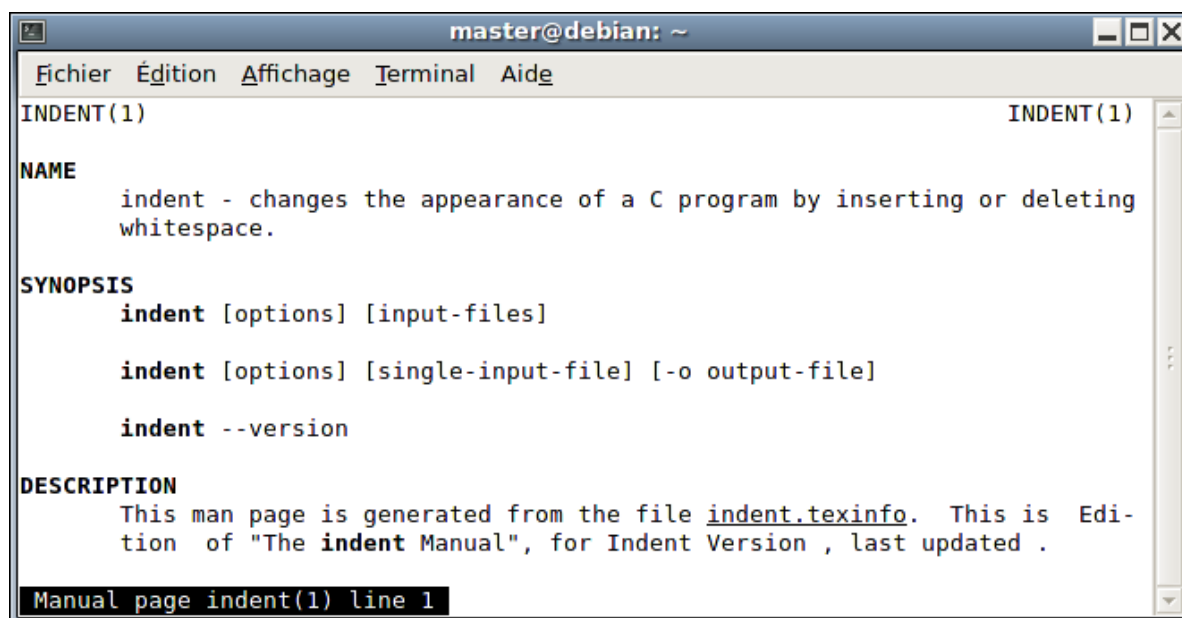 master@debian: ~
Fichier Édition Affichage Terminal Aide
INDENT(1) INDENT(1)
NAME
indent - changes the appearance of a C program by inserting or deleting
whitespace.
SYNOPSIS
indent [options] [input-files]
indent [options] [single-input-file] [-o output-file]
indent --version
DESCRIPTION
This man page is generated from the file indent.texinfo. This is Edi-
tion of "The indent Manual", for Indent Version , last updated .
Manual page indent(1) line 1